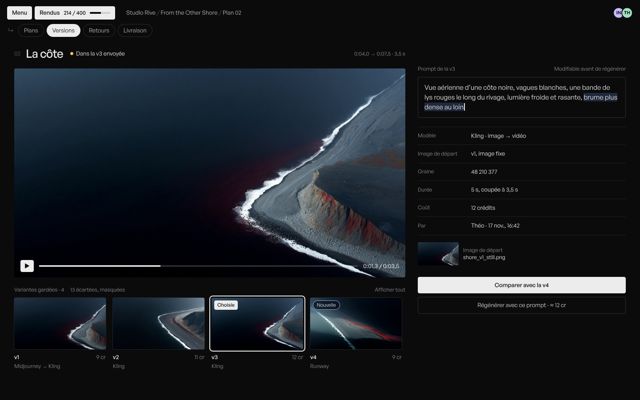 Menu
Rendus 214 / 400
Studio Rive / From the Other Shore / Plan 02
TH
Plans
Versions
Retours
Livraison
La côte
Dans la v3 envoyée
0:04,0 → 0:07,5 · 3,5 s
Prompt de la v3
Modifiable avant de régénérer
Vue aérienne d'une côte noire, vagues blanches, une bande de
lys rouges le long du rivage, lumière froide et rasante, brume plus
dense au loin
Modèle
Kling · image → vidéo
Image de départ
v1, image fixe
Graine
48 210 377
Durée
5 s, coupée à 3,5 s
Coût
12 crédits
Par
Théo · 17 nov., 16:42
Image de départ
shore_v1_still.png
Comparer avec la v4
Régénérer avec ce prompt · ≈ 12 cr
0:01,3 / 0:03,5
Variantes gardées · 4
13 écartées, masquées
Afficher tout
Choisie
Nouvelle
v1
9 cr
Midjourney → Kling
v2
11 cr
Kling
v3
12 cr
Kling
v4
9 cr
Runway